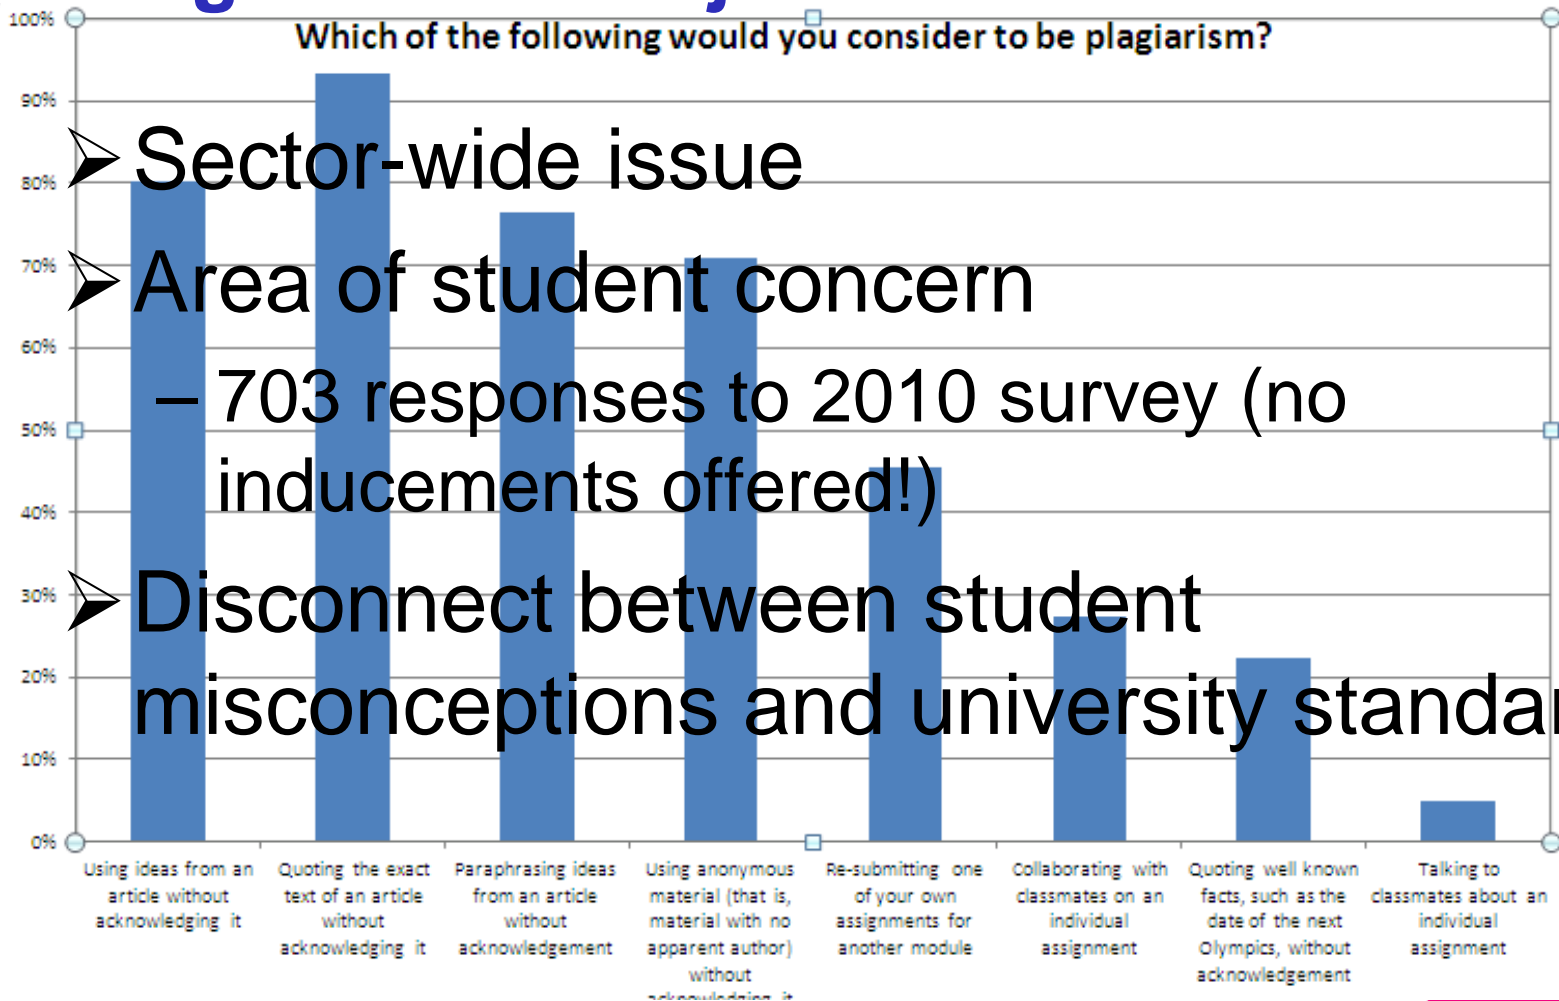 Which of the following would you consider to be plagiarism?
100%
90%
80%
70%
60%
50%
40%
30%
20%
10%
0%
➢ Sector-wide issue
➢ Area of student concern
– 703 responses to 2010 survey (no
inducements offered!)
➢ Disconnect between student
misconceptions and university
Using ideas from an
article without
acknowledging it
Quoting the exact
text of an article
without
acknowledging it
Paraphrasing ideas
from an article
without
acknowledgement
Using anonymous
material (that is,
material with no
apparent author)
without
acknowledging it
Re-submitting one
of your own
assignments for
another module
Collaborating with
classmates on an
individual
assignment
Quoting well known
facts, such as the
date of the next
Olympics, without
acknowledgement
Talking to
classmates about an
individual
assignment